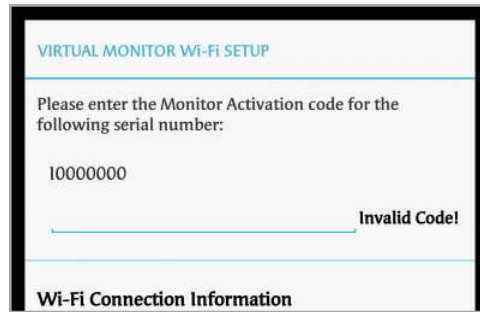 VIRTUAL MONITOR Wi-Fi SETUP
Please enter the Monitor Activation code for the
following serial number:
10000000
Invalid Code!
Wi-Fi Connection Information